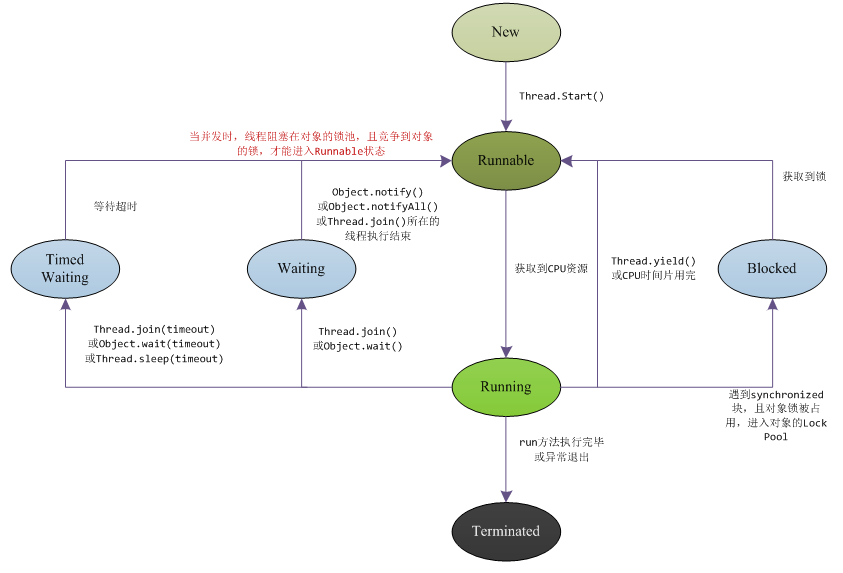 New
Thread.Start()
当并发时，线程阻塞在对象的锁池，且竞争到对象
的锁，才能进入Runnable状态
Runnable
获取到锁
Object.notify()
或Object.notifyAll()
或Thread.join()所在的
线程执行结束
等待超时
Timed
Waiting
Waiting
获取到CPU资源
Thread.yield()
或CPU时间片用完
Blocked
Thread.join(timeout)
或Object.wait(timeout)
或Thread.sleep(timeout)
Thread.join()
或Object.wait()
Running
遇到synchronized
块，且对象锁被占
用，进入对象的Lock
Pool
run方法执行完毕
或异常退出
Terminated